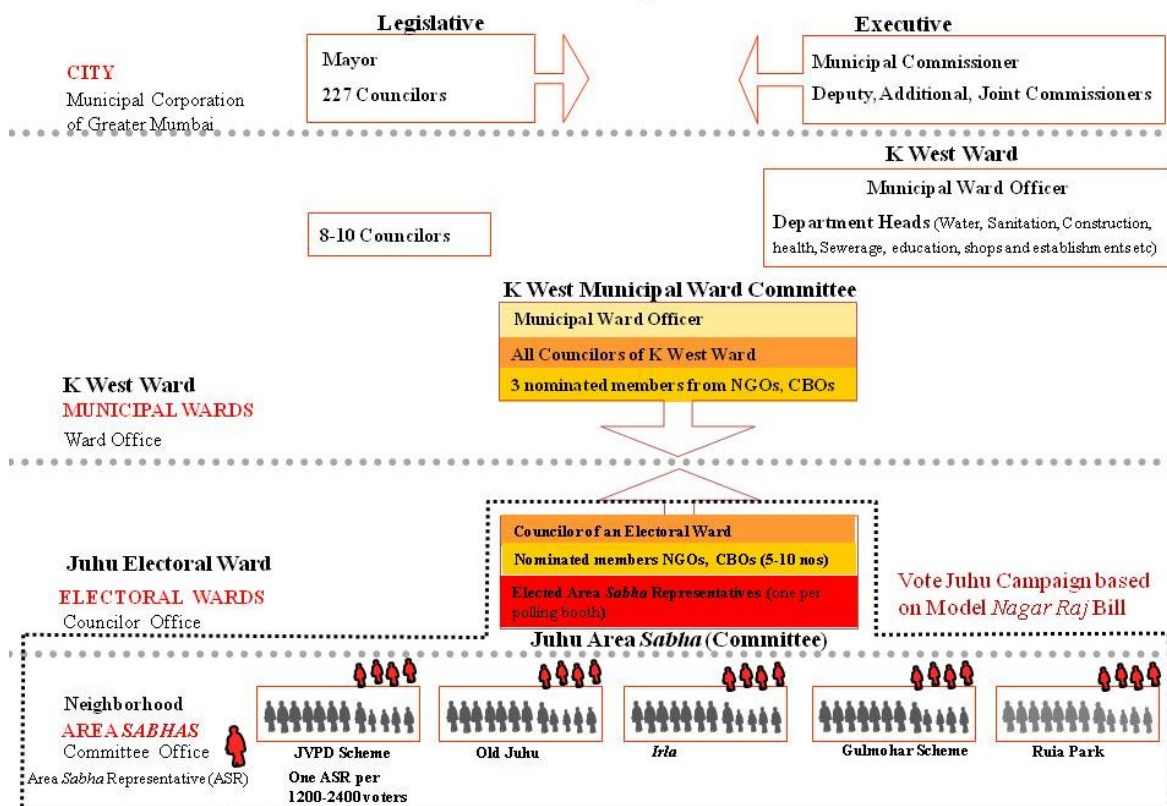 Legislative
Executive
CITY
Municipal Corporation
of Greater Mumbai
Mayor
227 Councilors
Municipal Commissioner
Deputy, Additional, Joint Commissioners
K West Ward
Municipal Ward Officer
Department Heads (Water, Sanitation, Construction,
health, Sewerage, education, shops and establishments etc)
8-10 Councilors
K West Municipal Ward Committee
Municipal Ward Officer
All Councilors of K West Ward
3 nominated members from NGOs, CBOs
K West Ward
MUNICIPAL WARDS
Ward Office
Councilor of an Electoral Ward
Nominated members NGOs, CBOs (5-10 nos)
Elected Area Sabha Representatives (one per
polling booth)
Juhu Area Sabha (Committee)
Juhu Electoral Ward
ELECTORAL WARDS
Councilor Office
Vote Juhu Campaign based
on Model Nagar Raj Bill
Neighborhood
AREA SABHAS
Committee Office
Area Sabha Representative (ASR)
JVPD Scheme
One ASR per
1200-2400 voters
Old Juhu
Irla
Gulmohar Scheme
Ruia Park